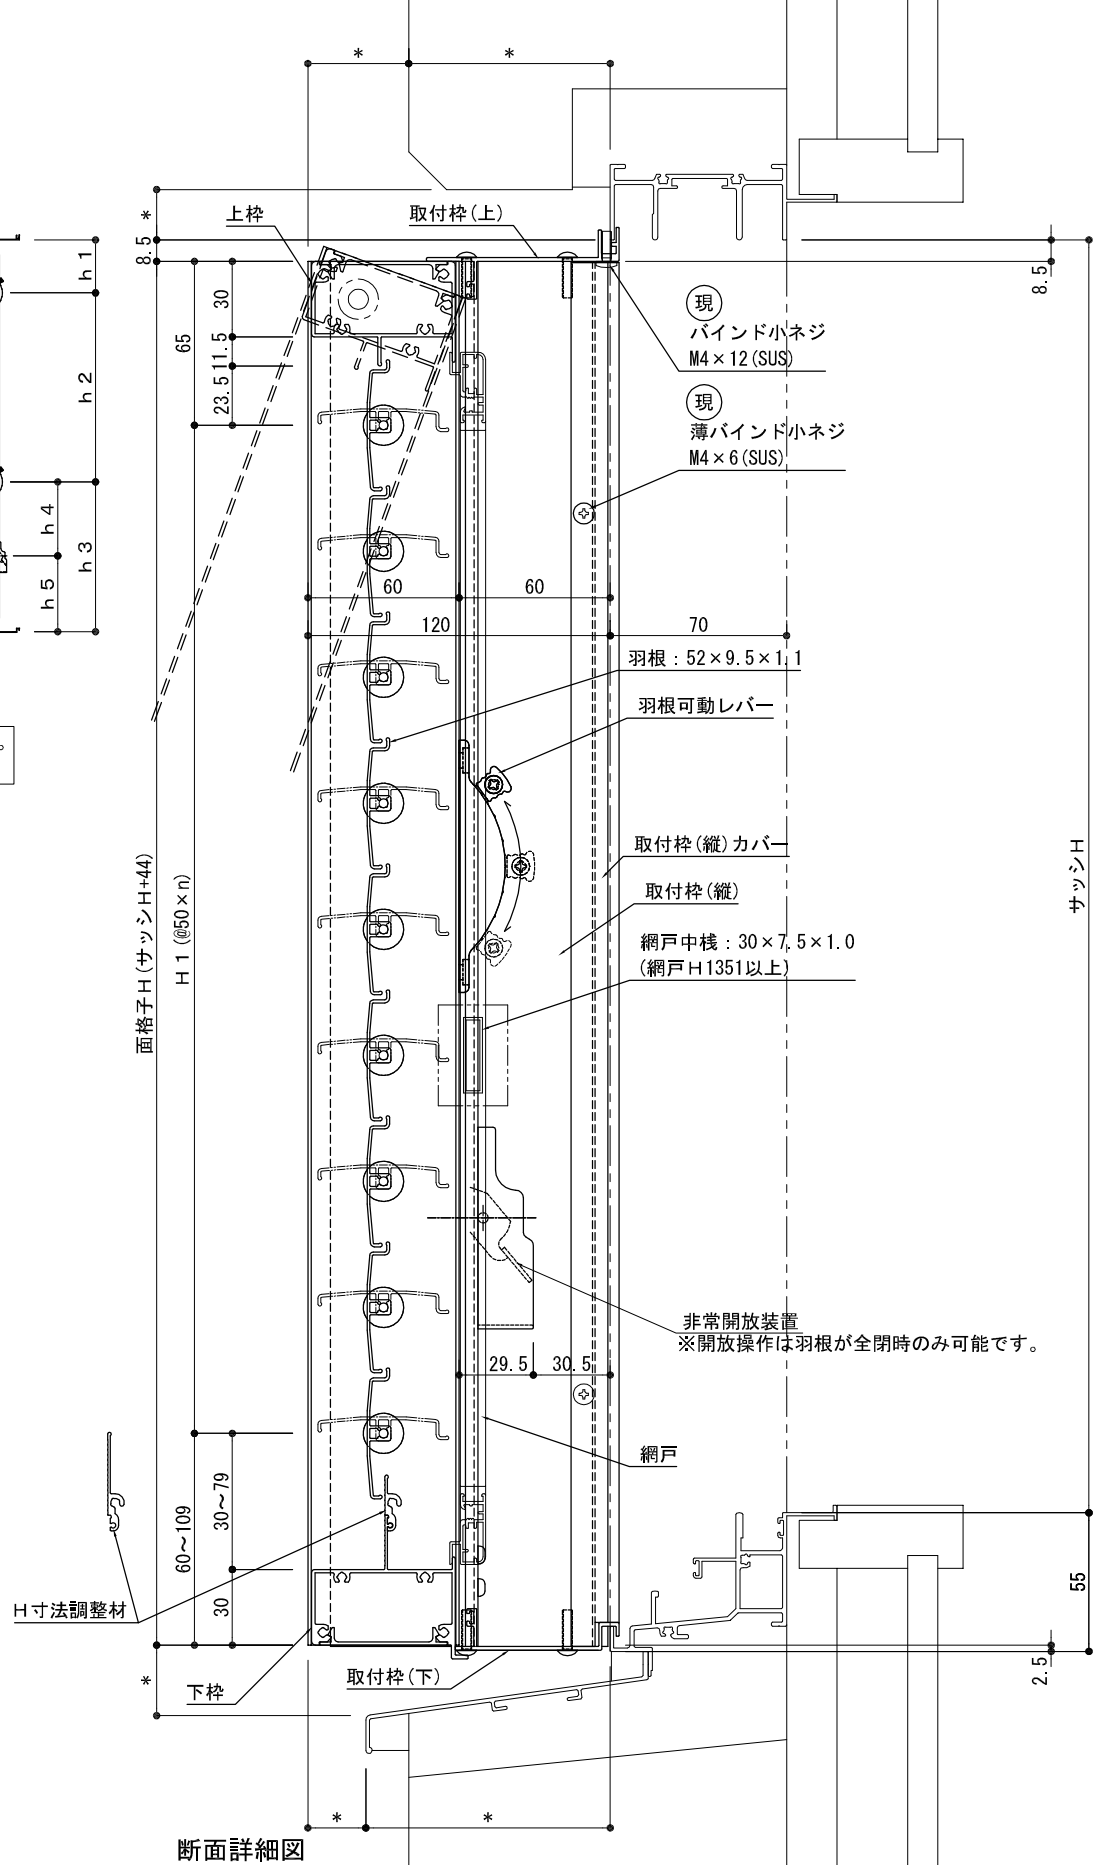 *
*
*
8.5
上枠
取付枠(上)
h1
h2
h3
h4
h5
65
30
11.5
23.5
8.5
現
バインド小ネジ
M4×12(SUS)
現
薄バインド小ネジ
M4×6(SUS)
60
60
120
70
羽根：52×9.5×1.1
羽根可動レバー
取付枠(縦)カバー
取付枠(縦)
網戸中桟：30×7.5×1.0
(網戸H1351以上)
面格子H(サッシH+44)
H1(@50×n)
サッシH
非常開放装置
※開放操作は羽根が全閉時のみ可能です。
29.5
30.5
網戸
60～109
30～79
30
55
2.5
H寸法調整材
*
下枠
取付枠(下)
*
*
断面詳細図